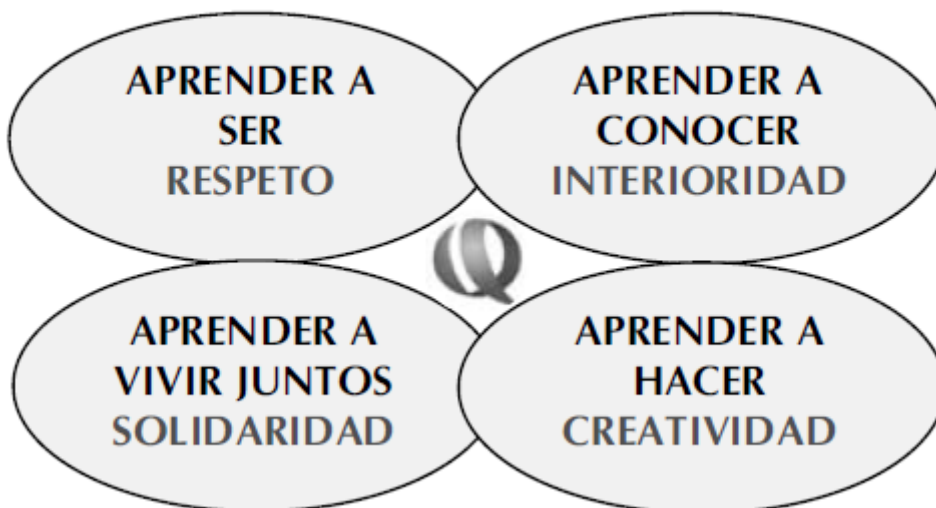 APRENDER A
SER
RESPETO
APRENDER A
CONOCER
INTERIORIDAD
Q
APRENDER A
VIVIR JUNTOS
SOLIDARIDAD
APRENDER A
HACER
CREATIVIDAD